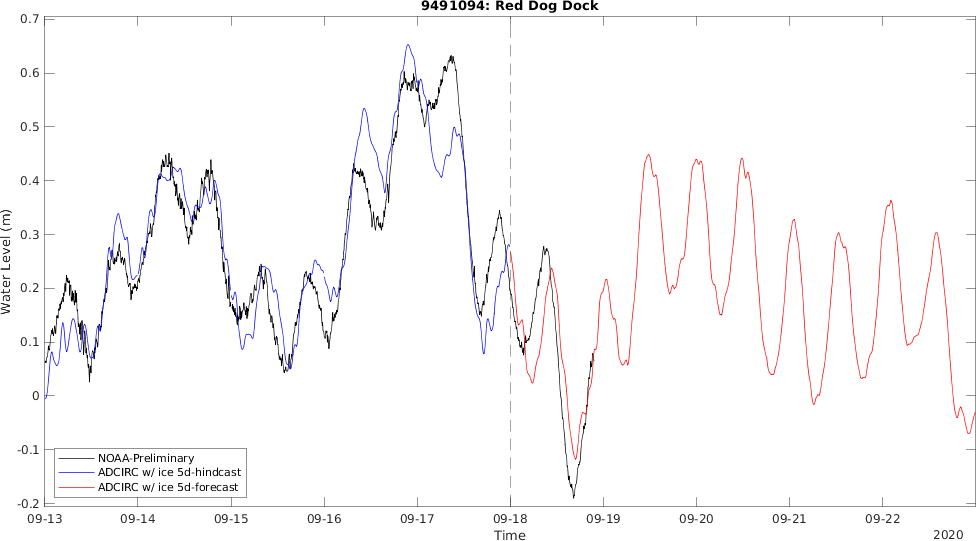 9491094: Red Dog Dock
Water Level (m)
0.7
0.6
0.5
0.4
0.3
0.2
0.1
0
-0.1
-0.2
NOAA-Preliminary
ADCIRC w/ ice 5d-hindcast
ADCIRC w/ ice 5d-forecast
09-13 09-14 09-15 09-16 09-17 09-18 09-19 09-20 09-21 09-22
Time
2020